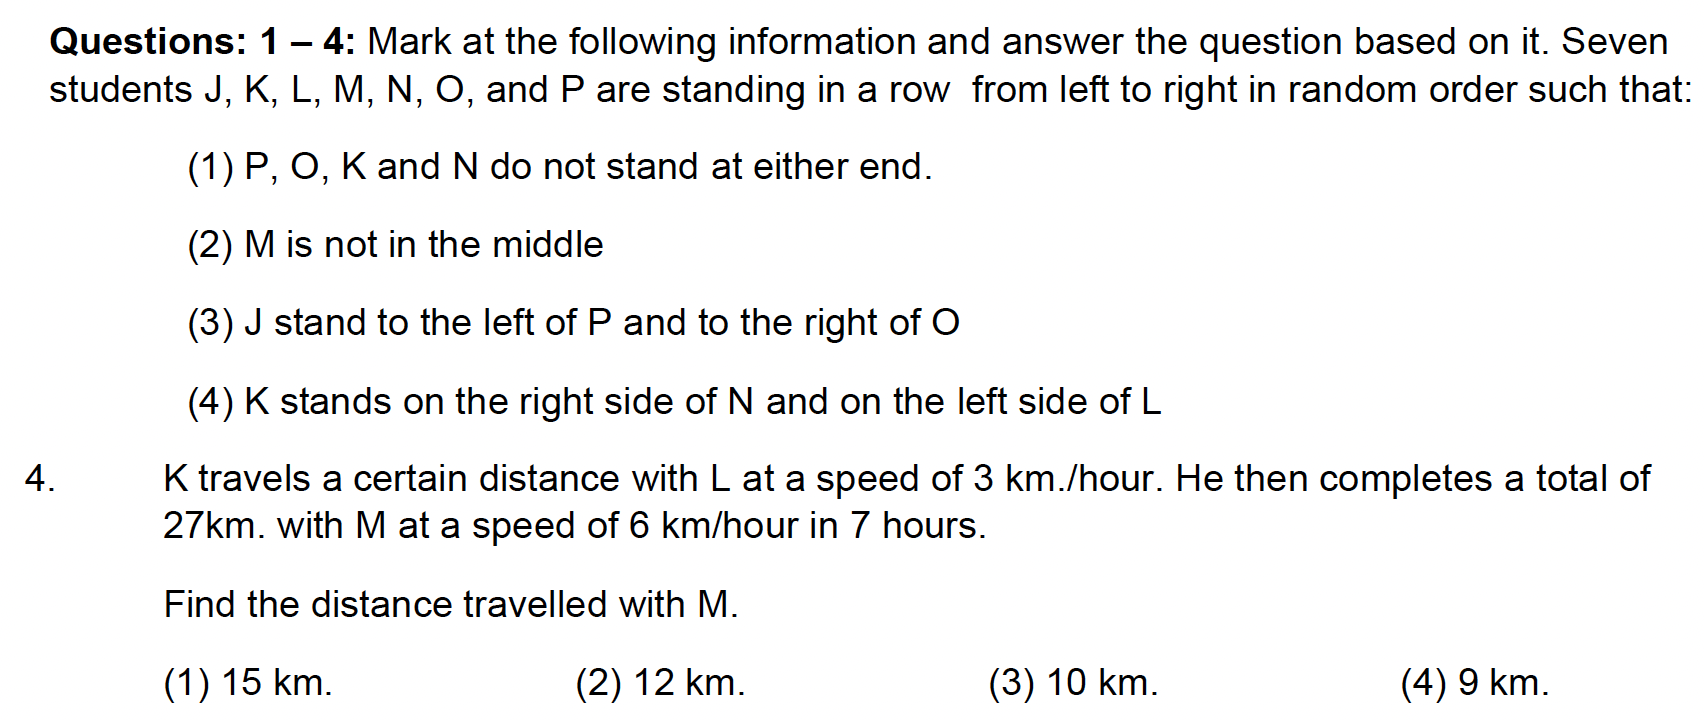 Questions: 1 – 4: Mark at the following information and answer the question based on it. Seven
students J, K, L, M, N, O, and P are standing in a row from left to right in random order such that:
(1) P, O, K and N do not stand at either end.
(2) M is not in the middle
(3) J stand to the left of P and to the right of O
(4) K stands on the right side of N and on the left side of L
4. K travels a certain distance with L at a speed of 3 km./hour. He then completes a total of
27km. with M at a speed of 6 km/hour in 7 hours.
Find the distance travelled with M.
(1) 15 km. (2) 12 km. (3) 10 km. (4) 9 km.